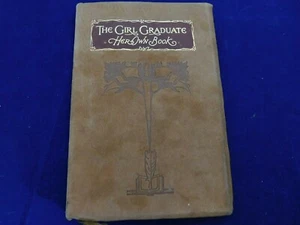 THE GIRL GRADUATE
HER OWN BOOK